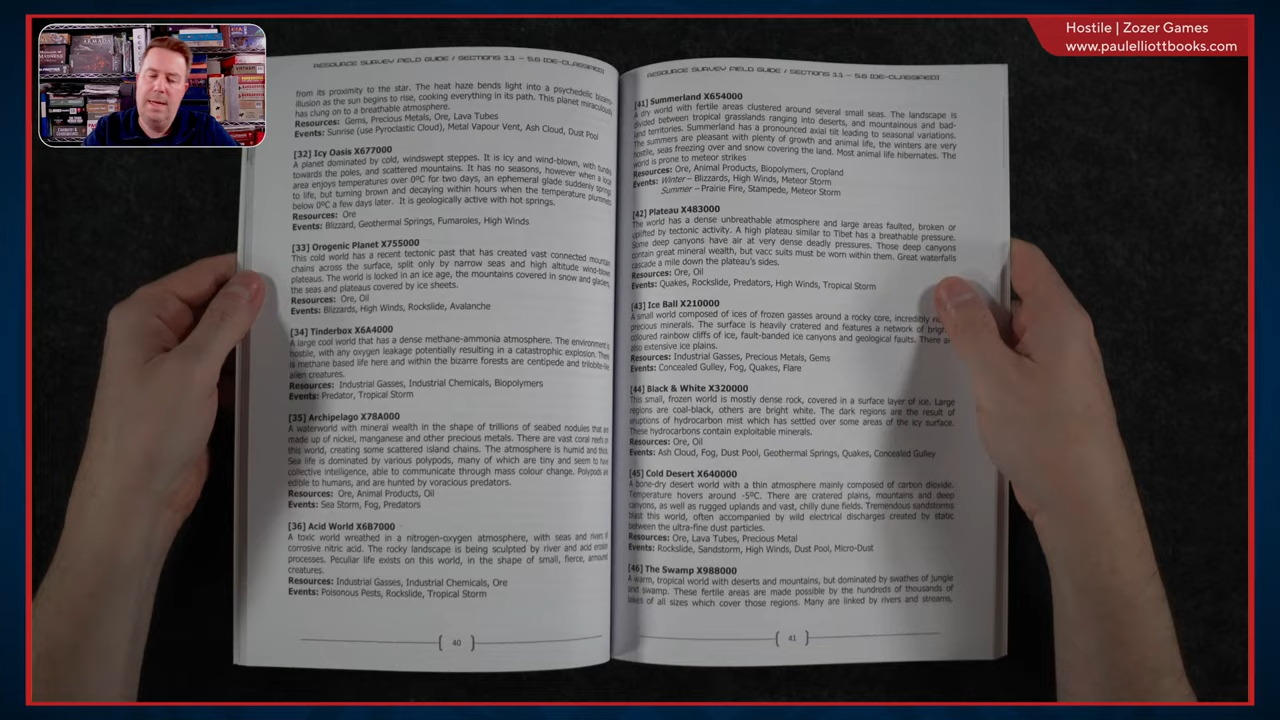 Hostile | Zozer Games
www.paulelliottbooks.com
RESOURCE SURVEY FIELD GUIDE / SECTIONS 1.1 – 5.6 [DE-CLASSIFIED]
from its proximity to the star. The heat haze bends light into a psychedelic bizarre
illusion as the sun begins to rise, cooking everything in its path. This planet miraculously
has clung on to a breathable atmosphere.
Resources: Gems, Precious Metals, Ore, Lava Tubes
Events: Sunrise (use Pyroclastic Cloud), Metal Vapour Vent, Ash Cloud, Dust Pool
[32] Icy Oasis X677000
A planet dominated by cold, windswept steppes. It is icy and wind-blown, with tundra
towards the poles, and scattered mountains. It has no seasons, however when a local
area enjoys temperatures over 0ºC for two days, an ephemeral glade suddenly springs
to life, but turning brown and decaying within hours when the temperature plummets
below 0ºC a few days later. It is geologically active with hot springs.
Resources: Ore
Events: Blizzard, Geothermal Springs, Fumaroles, High Winds
[33] Orogenic Planet X755000
This cold world has a recent tectonic past that has created vast connected mountain
chains across the surface, split only by narrow seas and high altitude wind-blown
plateaus. The world is locked in an ice age, the mountains covered in snow and glaciers,
the seas and plateaus covered by ice sheets.
Resources: Ore, Oil
Events: Blizzards, High Winds, Rockslide, Avalanche
[34] Tinderbox X6A4000
A large cool world that has a dense methane-ammonia atmosphere. The environment is
hostile, with any oxygen leakage potentially resulting in a catastrophic explosion. There
is methane based life here and within the bizarre forests are centipede and trilobite-like
alien creatures.
Resources: Industrial Gasses, Industrial Chemicals, Biopolymers
Events: Predator, Tropical Storm
[35] Archipelago X78A000
A waterworld with mineral wealth in the shape of trillions of seabed nodules that are
made up of nickel, manganese and other precious metals. There are vast coral reefs on
this world, creating some scattered island chains. The atmosphere is humid and thick.
Sea life is dominated by various polypods, many of which are tiny and seem to have
collective intelligence, able to communicate through mass colour change. Polypods are
edible to humans, and are hunted by voracious predators.
Resources: Ore, Animal Products, Oil
Events: Sea Storm, Fog, Predators
[36] Acid World X6B7000
A toxic world wreathed in a nitrogen-oxygen atmosphere, with seas and rivers of
corrosive nitric acid. The rocky landscape is being sculpted by river and acid erosion
processes. Peculiar life exists on this world, in the shape of small, fierce, armoured
creatures.
Resources: Industrial Gasses, Industrial Chemicals, Ore
Events: Poisonous Pests, Rockslide, Tropical Storm
40
RESOURCE SURVEY FIELD GUIDE / SECTIONS 1.1 – 5.6 [DE-CLASSIFIED]
[41] Summerland X654000
A dry world with fertile areas clustered around several small seas. The landscape is
divided between tropical grasslands ranging into deserts, and mountainous and bad-
land territories. Summerland has a pronounced axial tilt leading to seasonal variations.
The summers are pleasant with plenty of growth and animal life, the winters are very
hostile, seas freezing over and snow covering the land. Most animal life hibernates. The
world is prone to meteor strikes
Resources: Ore, Animal Products, Biopolymers, Cropland
Events: Winter – Blizzards, High Winds, Meteor Storm
Summer – Prairie Fire, Stampede, Meteor Storm
[42] Plateau X483000
The world has a dense unbreathable atmosphere and large areas faulted, broken or
uplifted by tectonic activity. A high plateau similar to Tibet has a breathable pressure.
Some deep canyons have air at very dense deadly pressures. Those deep canyons
contain great mineral wealth, but vacc suits must be worn within them. Great waterfalls
cascade a mile down the plateau's sides.
Resources: Ore, Oil
Events: Quakes, Rockslide, Predators, High Winds, Tropical Storm
[43] Ice Ball X210000
A small world composed of ices of frozen gasses around a rocky core, incredibly
precious minerals. The surface is heavily cratered and features a network of
coloured rainbow cliffs of ice, fault-banded ice canyons and geological faults. There
also extensive ice plains.
Resources: Industrial Gasses, Precious Metals, Gems
Events: Concealed Gulley, Fog, Quakes, Flare
[44] Black & White X320000
This small, frozen world is mostly dense rock, covered in a surface layer of ice. Large
regions are coal-black, others are bright white. The dark regions are the result of
eruptions of hydrocarbon mist which has settled over some areas of the icy surface.
These hydrocarbons contain exploitable minerals.
Resources: Ore, Oil
Events: Ash Cloud, Fog, Dust Pool, Geothermal Springs, Quakes, Concealed Gulley
[45] Cold Desert X640000
A bone-dry desert world with a thin atmosphere mainly composed of carbon dioxide.
Temperature hovers around -5ºC. There are cratered plains, mountains and deep
canyons, as well as rugged uplands and vast, chilly dune fields. Tremendous sandstorms
blast this world, often accompanied by wild electrical discharges created by static
between the ultra-fine dust particles.
Resources: Ore, Lava Tubes, Precious Metal
Events: Rockslide, Sandstorm, High Winds, Dust Pool, Micro-Dust
[46] The Swamp X988000
A warm, tropical world with deserts and mountains, but dominated by swathes of jungle
and swamp. These fertile areas are made possible by the hundreds of thousands of
lakes of all sizes which cover those regions. Many are linked by rivers and streams,
41